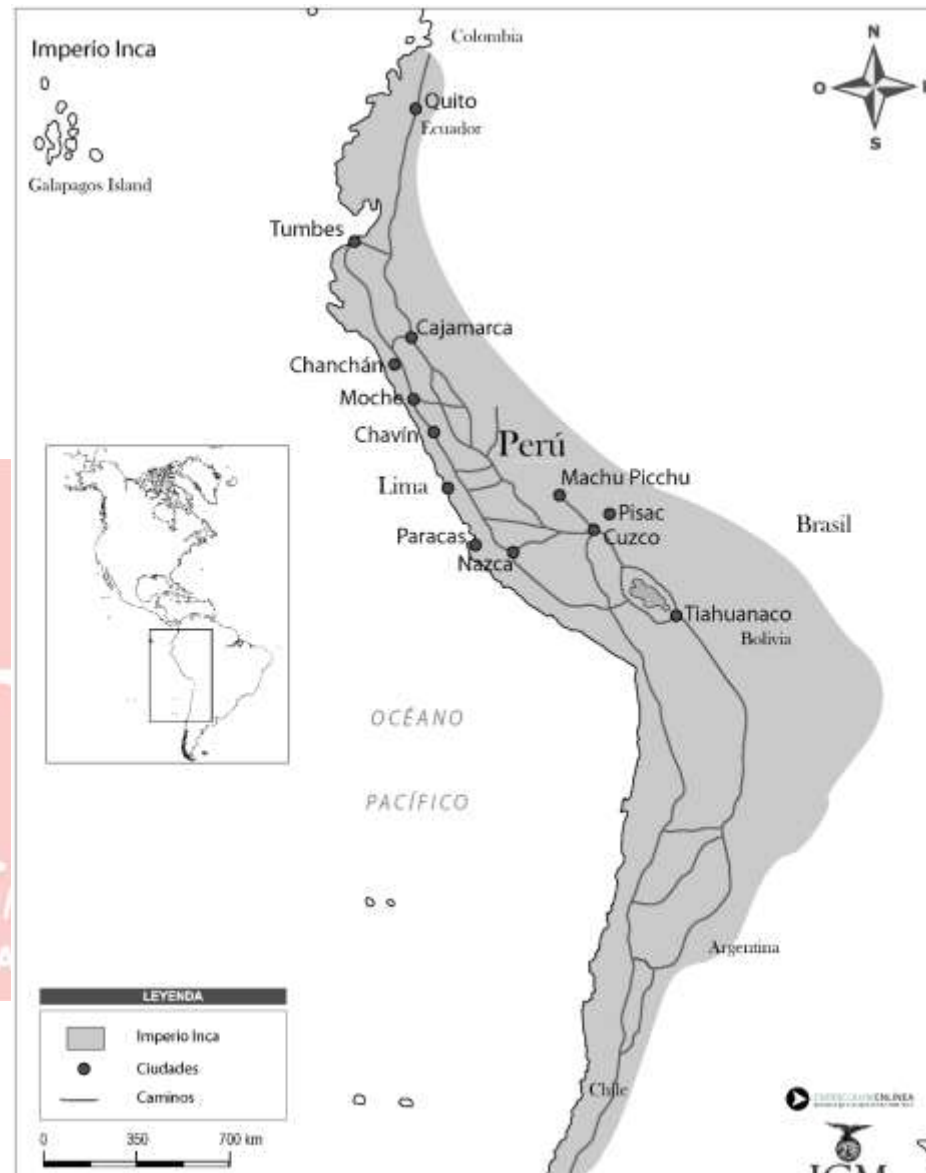 Imperio Inca
Galapagos Island
Colombia
N
O
S
Quito
Ecuador
Tumbes
Cajamarca
Chanchán
Moche
Chavín
Perú
Lima
Machu Picchu
Pisac
Cuzco
Paracas
Nazca
Brasil
Tiahuanaco
Bolivia
OCÉANO
PACÍFICO
Argentina
Chile
LEYENDA
Imperio Inca
Ciudades
Caminos
0 350 700 km